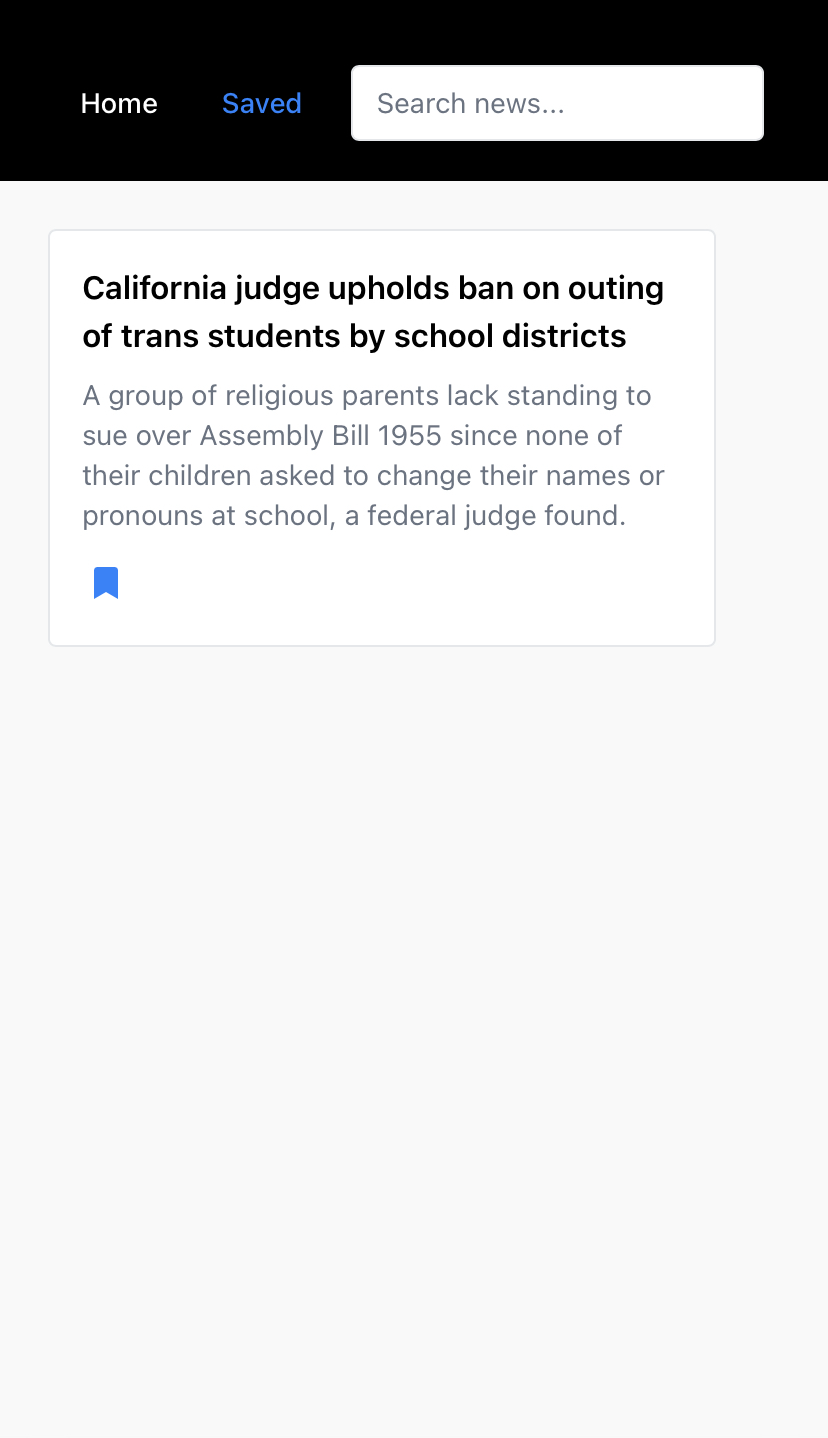 Home Saved Search news...
California judge upholds ban on outing
of trans students by school districts
A group of religious parents lack standing to
sue over Assembly Bill 1955 since none of
their children asked to change their names or
pronouns at school, a federal judge found.